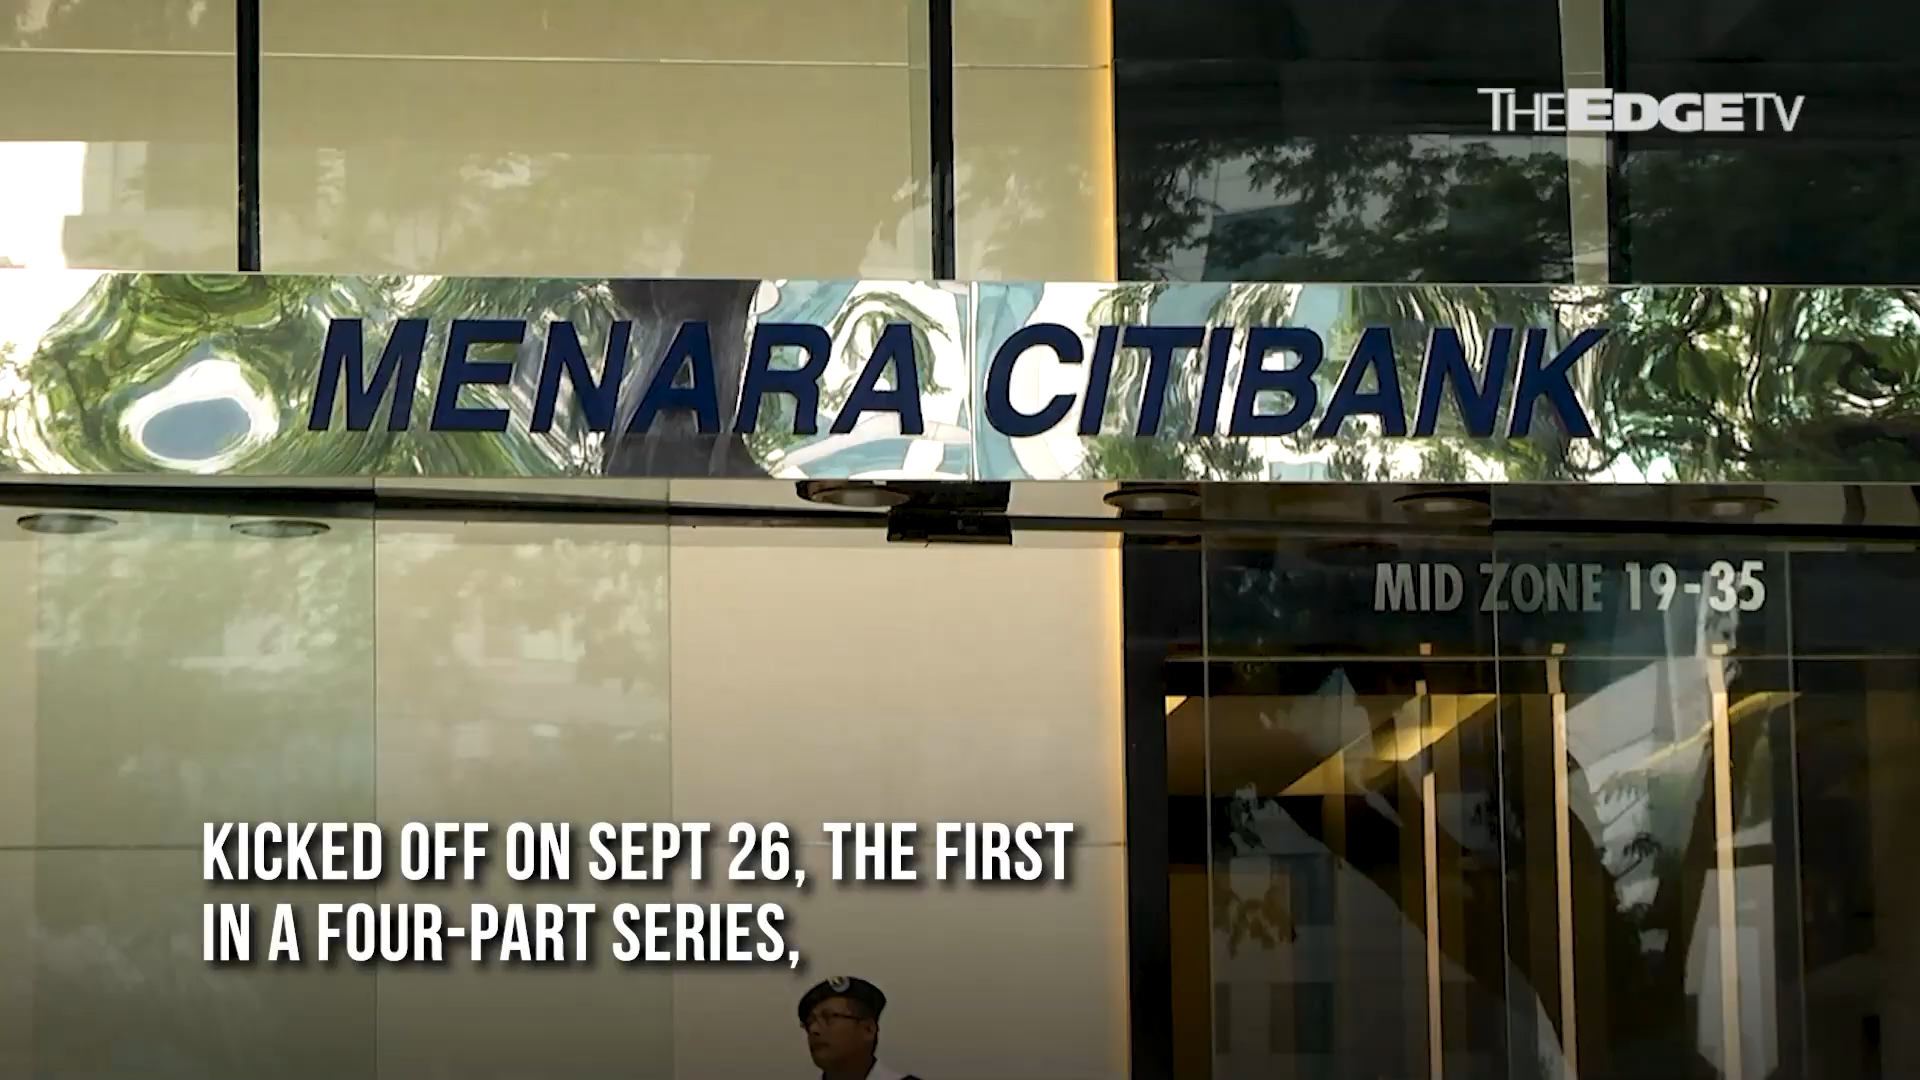 THEEDGETV
MENARA CITIBANK
MID ZONE 19-35
KICKED OFF ON SEPT 26, THE FIRST
IN A FOUR-PART SERIES,